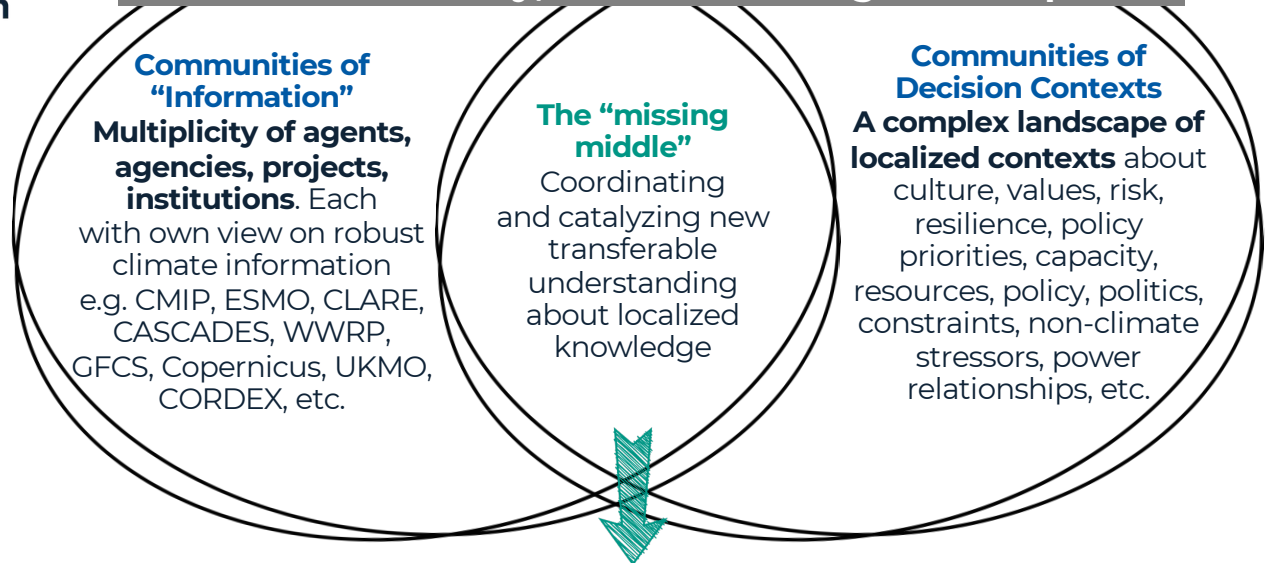 Communities of
“Information”
Multiplicity of agents,
agencies, projects,
institutions. Each
with own view on robust
climate information
e.g. CMIP, ESMO, CLARE,
CASCADES, WWRP,
GFCS, Copernicus, UKMO,
CORDEX, etc.
The “missing
middle”
Coordinating
and catalyzing new
transferable
understanding
about localized
knowledge
Communities of
Decision Contexts
A complex landscape of
localized contexts about
culture, values, risk,
resilience, policy
priorities, capacity,
resources, policy, politics,
constraints, non-climate
stressors, power
relationships, etc.